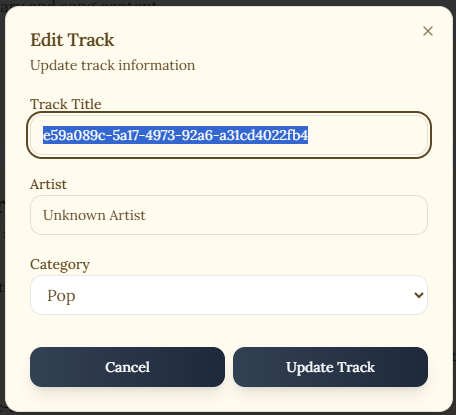 Edit Track
Update track information
Track Title
e59a089c-5a17-4973-92a6-a31cd4022fb4
Artist
Unknown Artist
Category
Pop
Cancel
Update Track